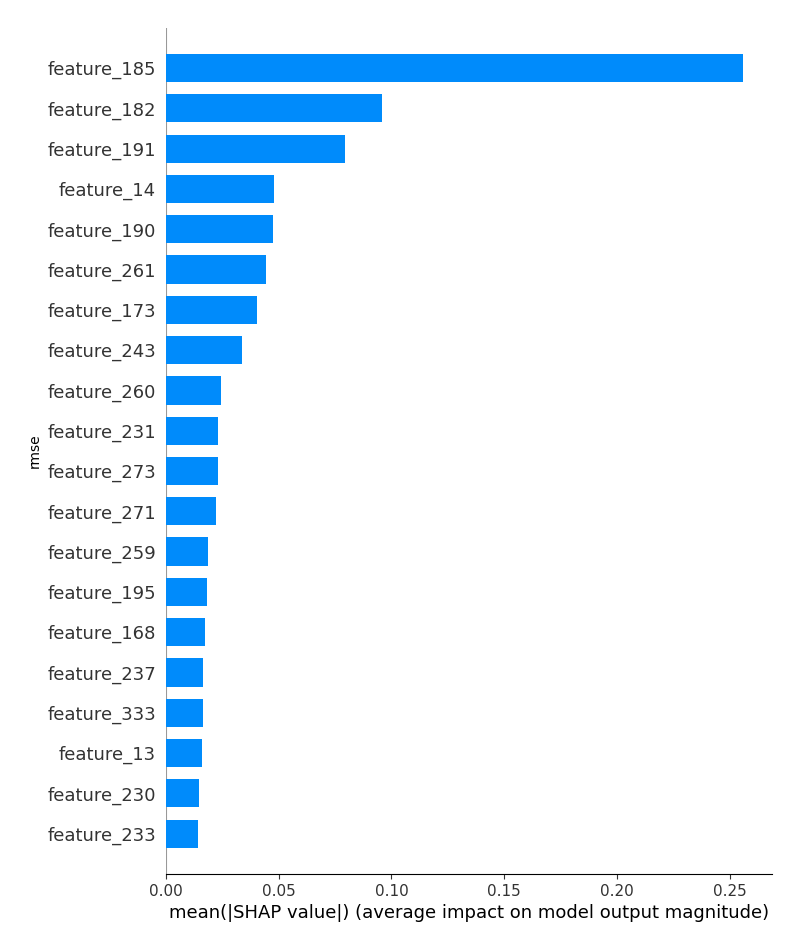 feature_185
feature_182
feature_191
feature_14
feature_190
feature_261
feature_173
feature_243
feature_260
feature_231
rmse
feature_273
feature_271
feature_259
feature_195
feature_168
feature_237
feature_333
feature_13
feature_230
feature_233
0.00 0.05 0.10 0.15 0.20 0.25
mean(|SHAP value|) (average impact on model output magnitude)